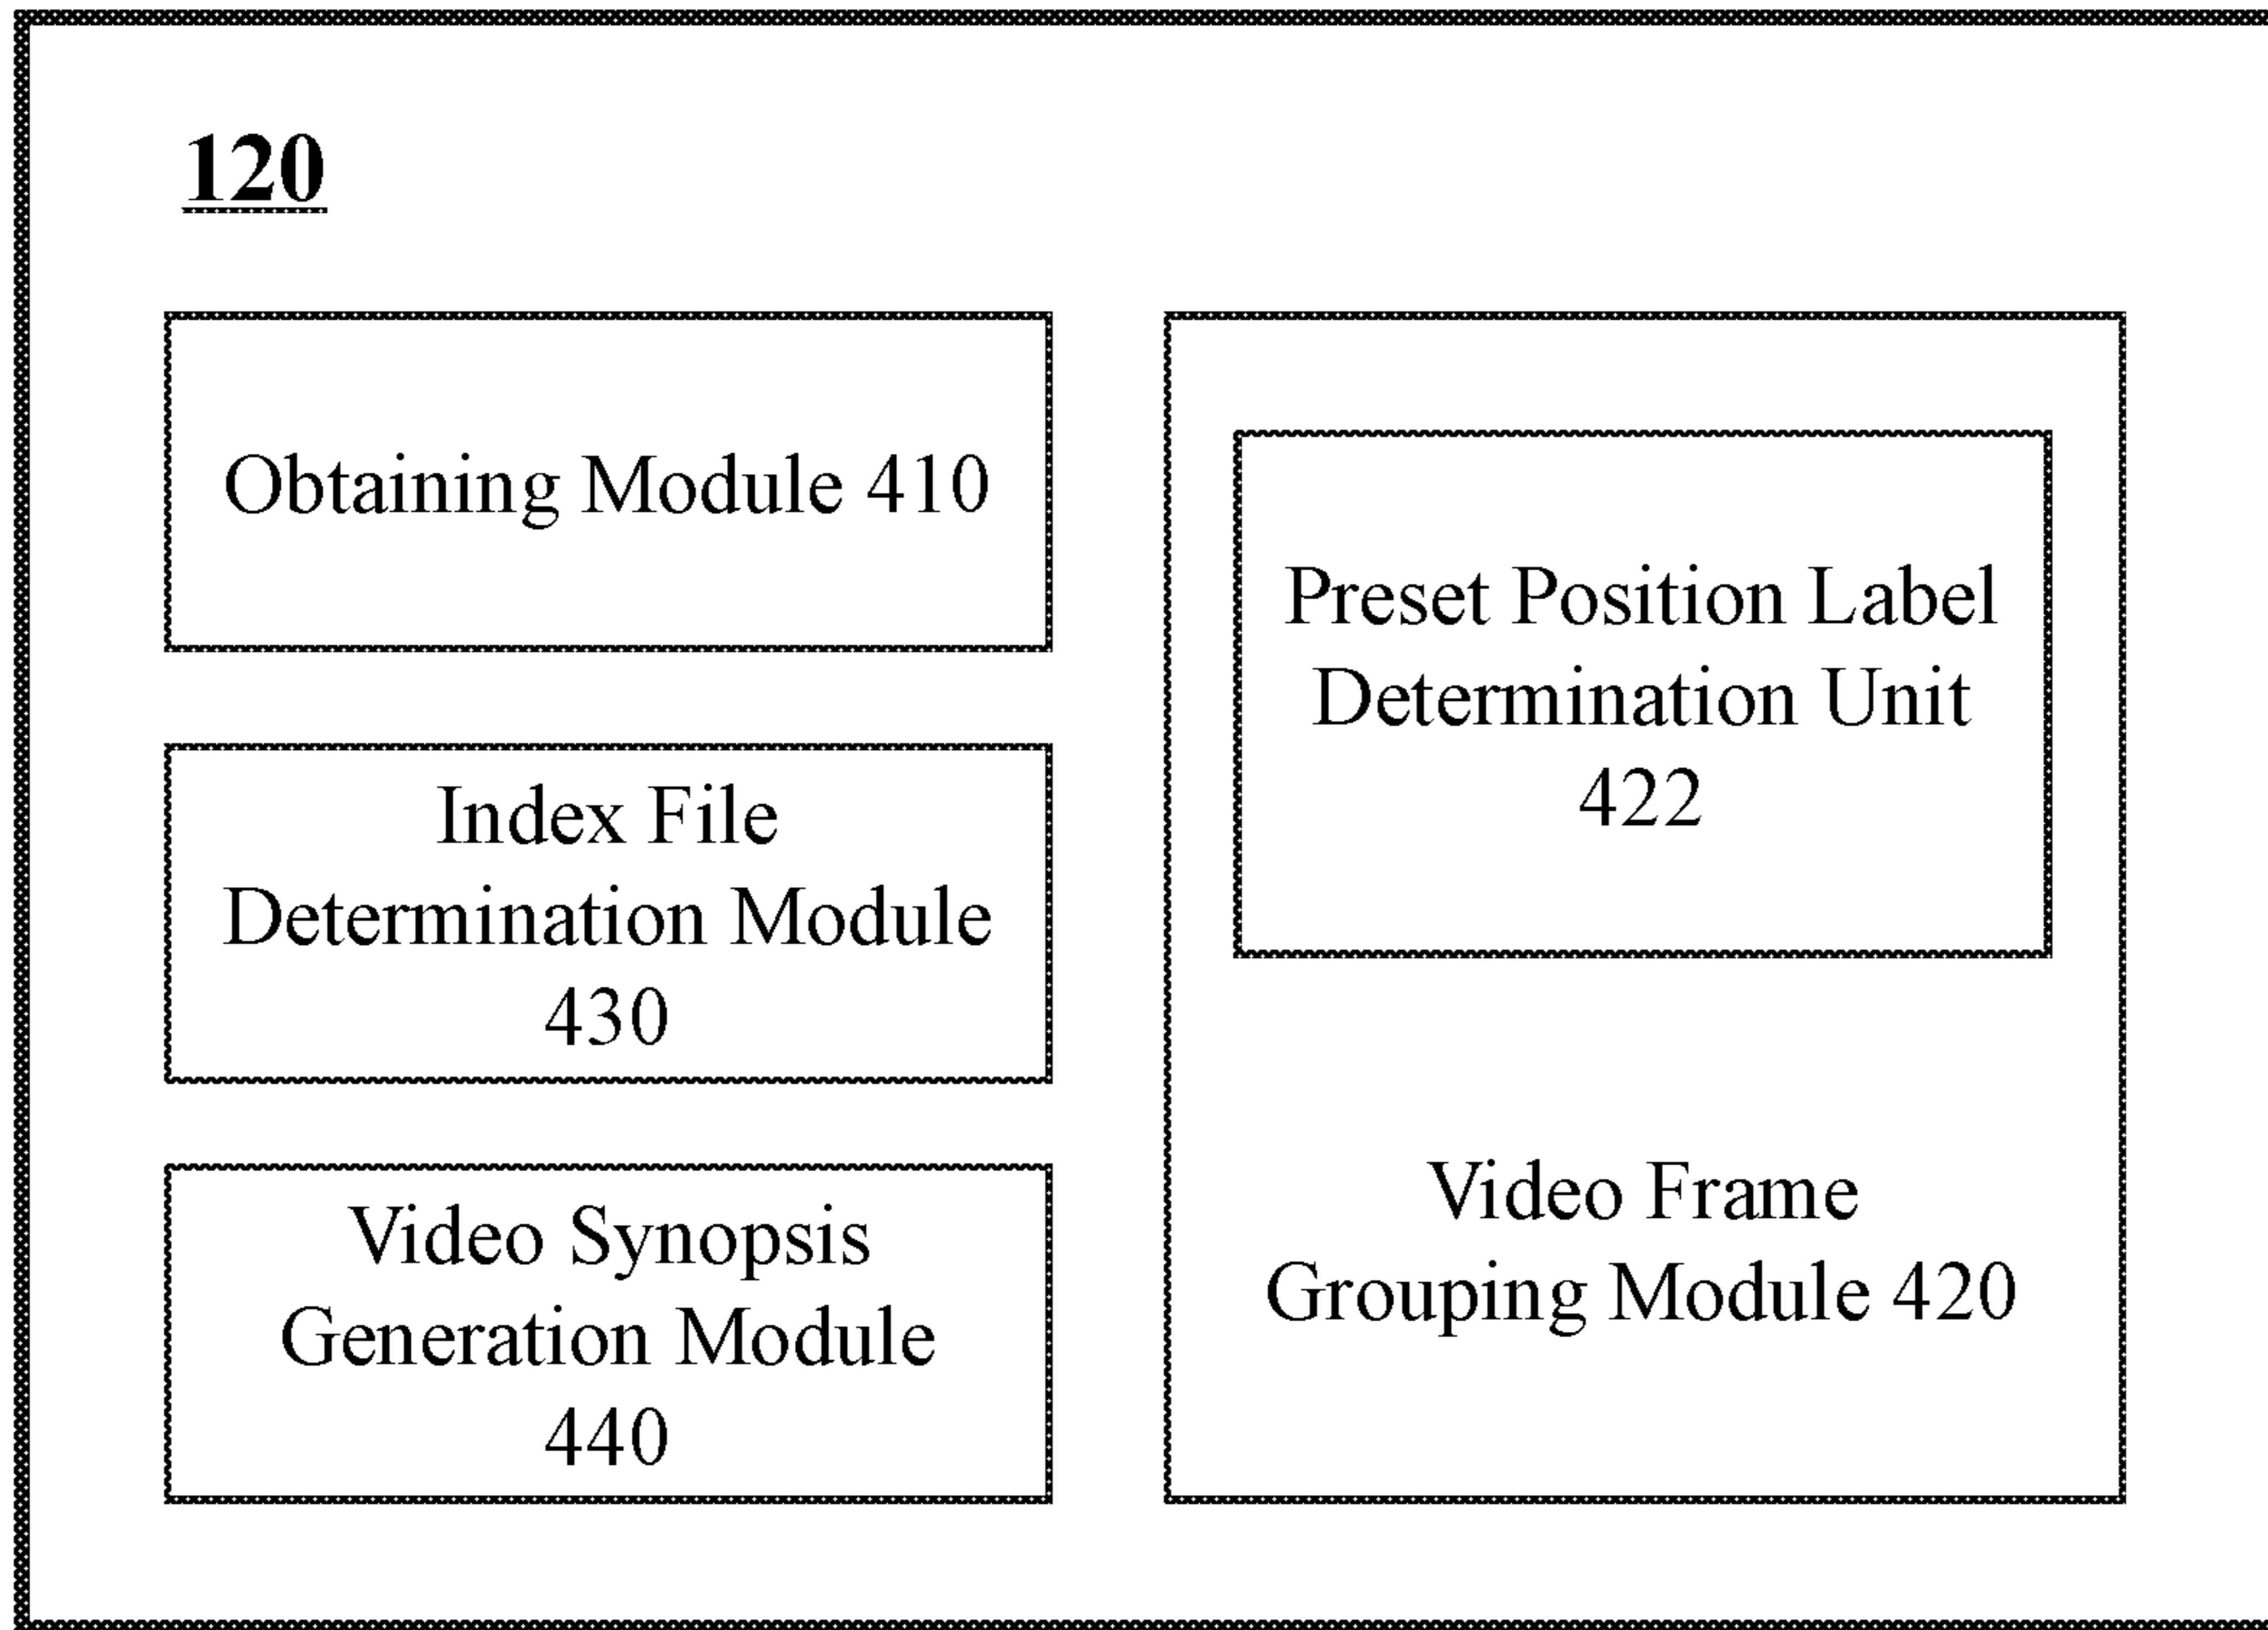 120
Obtaining Module 410
Index File
Determination Module
430
Video Synopsis
Generation Module
440
Preset Position Label
Determination Unit
422
Video Frame
Grouping Module 420